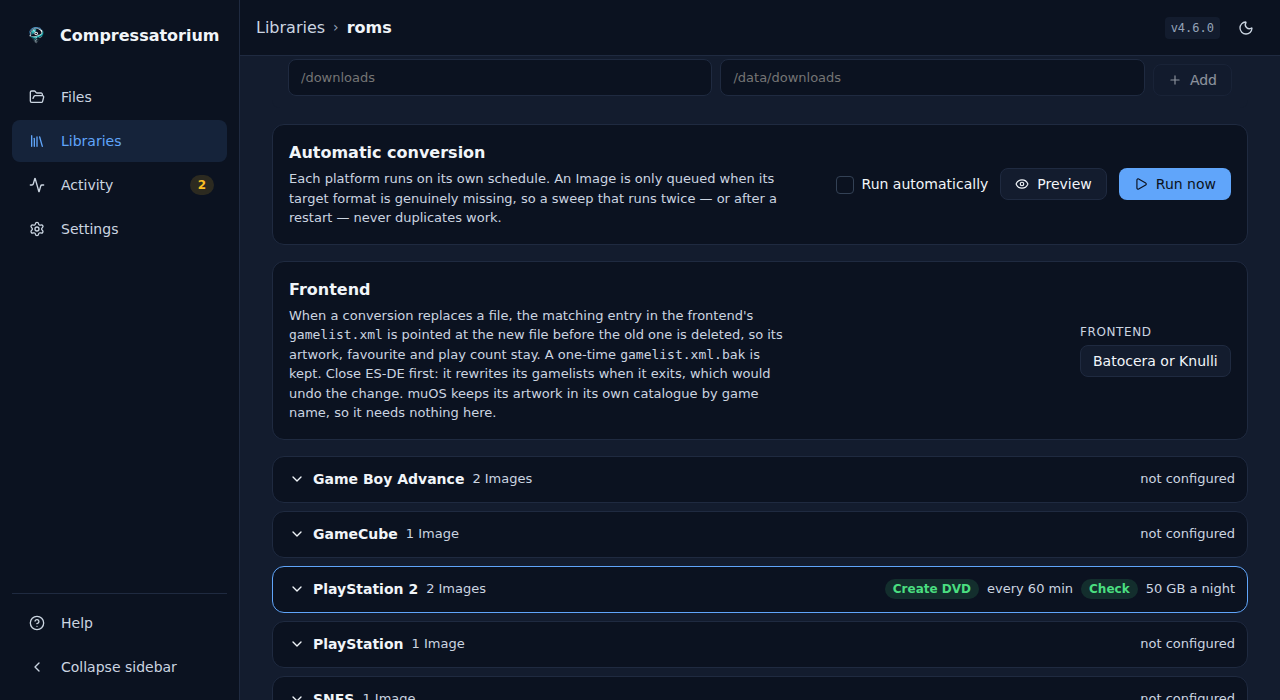 Compressatorium
Libraries › roms
v4.6.0
Files
Libraries
Activity
2
Settings
Help
Collapse sidebar
/downloads
/data/downloads
Add
Automatic conversion
Each platform runs on its own schedule. An Image is only queued when its
target format is genuinely missing, so a sweep that runs twice — or after a
restart — never duplicates work.
Run automatically
Preview
Run now
Frontend
When a conversion replaces a file, the matching entry in the frontend's
gamelist.xml is pointed at the new file before the old one is deleted, so its
artwork, favourite and play count stay. A one-time gamelist.xml.bak is
kept. Close ES-DE first: it rewrites its gamelists when it exits, which would
undo the change. muOS keeps its artwork in its own catalogue by game
name, so it needs nothing here.
FRONTEND
Batocera or Knulli
Game Boy Advance 2 Images not configured
GameCube 1 Image not configured
PlayStation 2 2 Images Create DVD every 60 min Check 50 GB a night
PlayStation 1 Image not configured
SNES 1 Image not configured